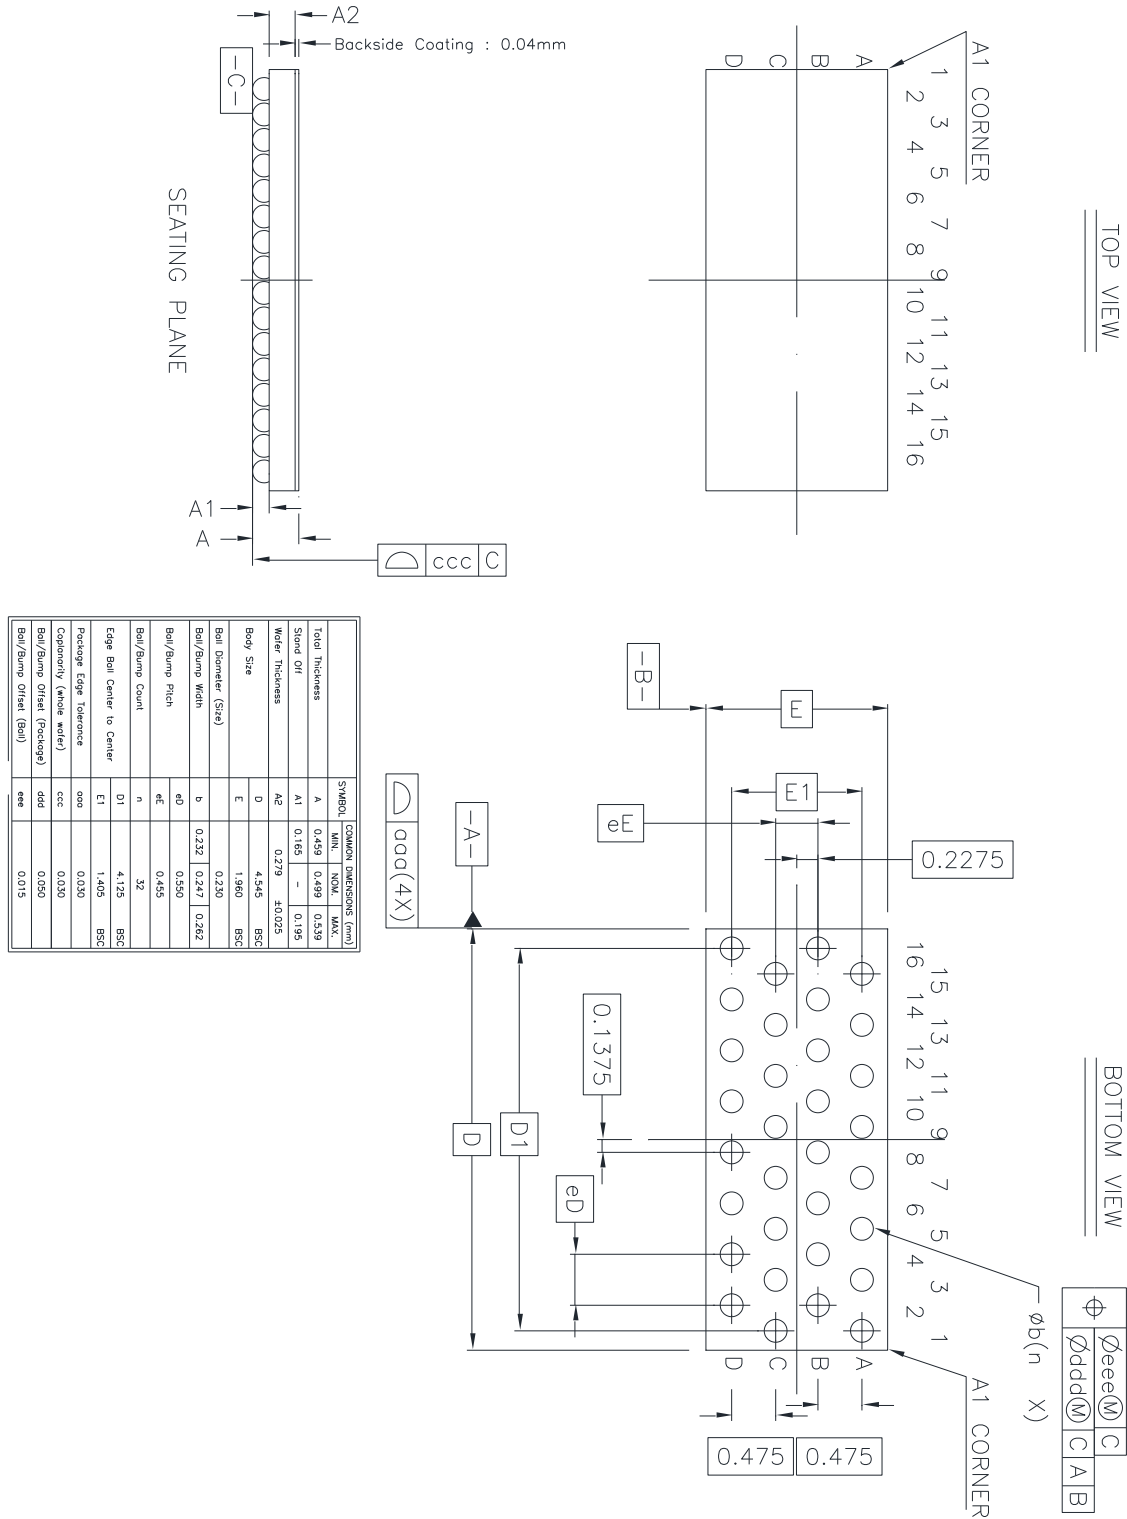 TOP VIEW
A1 CORNER
1 3 5 7 9 11 13 15
2 4 6 8 10 12 14 16
A
B
C
D
A2
Backside Coating : 0.04mm
-C-
SEATING PLANE
A1
A
ccc C
BOTTOM VIEW
Øeee Ⓜ C
Øddd Ⓜ C A B
Øb(n X)
A1 CORNER
16 14 12 10 8 6 4 2
15 13 11 9 7 5 3 1
A
B
C
D
0.475
0.475
0.2275
E
E1
eE
-B-
-A-
aaa(4X)
0.1375
eD
D1
D
SYMBOL COMMON DIMENSIONS (mm)
MIN. NOM. MAX.
Total Thickness A 0.459 0.499 0.539
Stand Off A1 0.165 - 0.195
Wafer Thickness A2 0.279 ±0.025
Body Size D 4.545 BSC
E 1.960 BSC
Ball Diameter (Size) 0.230
Ball/Bump Width b 0.232 0.247 0.262
Ball/Bump Pitch eD 0.550
eE 0.455
Ball/Bump Count n 32
Edge Ball Center to Center D1 4.125 BSC
E1 1.405 BSC
Package Edge Tolerance aaa 0.030
Coplanarity (whole wafer) ccc 0.030
Ball/Bump Offset (Package) ddd 0.050
Ball/Bump Offset (Ball) eee 0.015